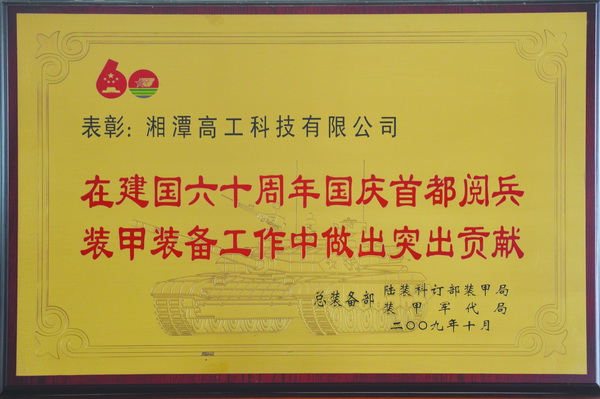 60
表彰：湘潭高工科技有限公司
在建国六十周年国庆首都阅兵
装甲装备工作中做出突出贡献
总装备部
陆装科订部装甲局
装甲军代局
二〇〇九年十月